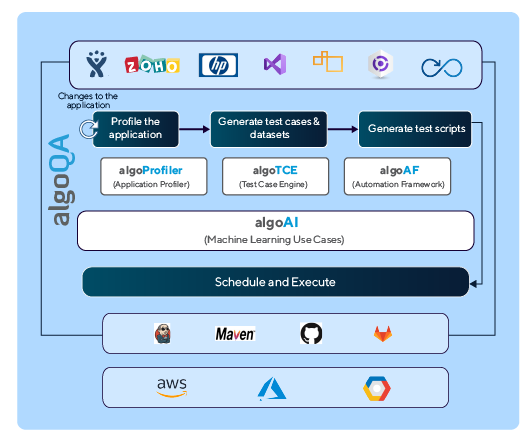 ZOHO
hp
Changes to the
application
Profile the
application
Generate test cases &
datasets
Generate test scripts
algoQA
algoProfiler
(Application Profiler)
algoTCE
(Test Case Engine)
algoAF
(Automation Framework)
algoAI
(Machine Learning Use Cases)
Schedule and Execute
Maven
aws